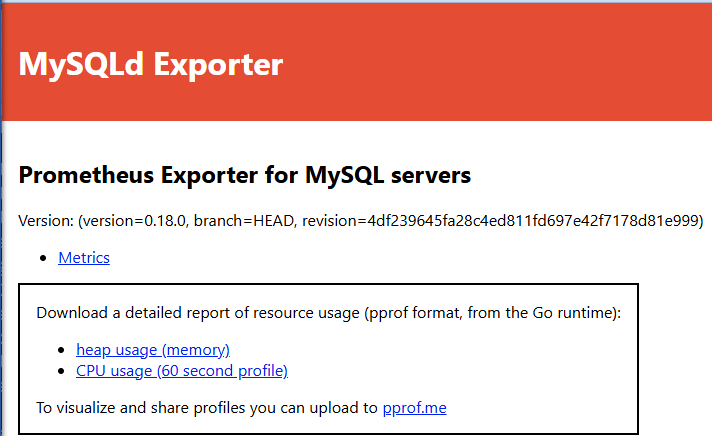 MySQLd Exporter
Prometheus Exporter for MySQL servers
Version: (version=0.18.0, branch=HEAD, revision=4df239645fa28c4ed811fd697e42f7178d81e999)
Metrics
Download a detailed report of resource usage (pprof format, from the Go runtime):
heap usage (memory)
CPU usage (60 second profile)
To visualize and share profiles you can upload to pprof.me